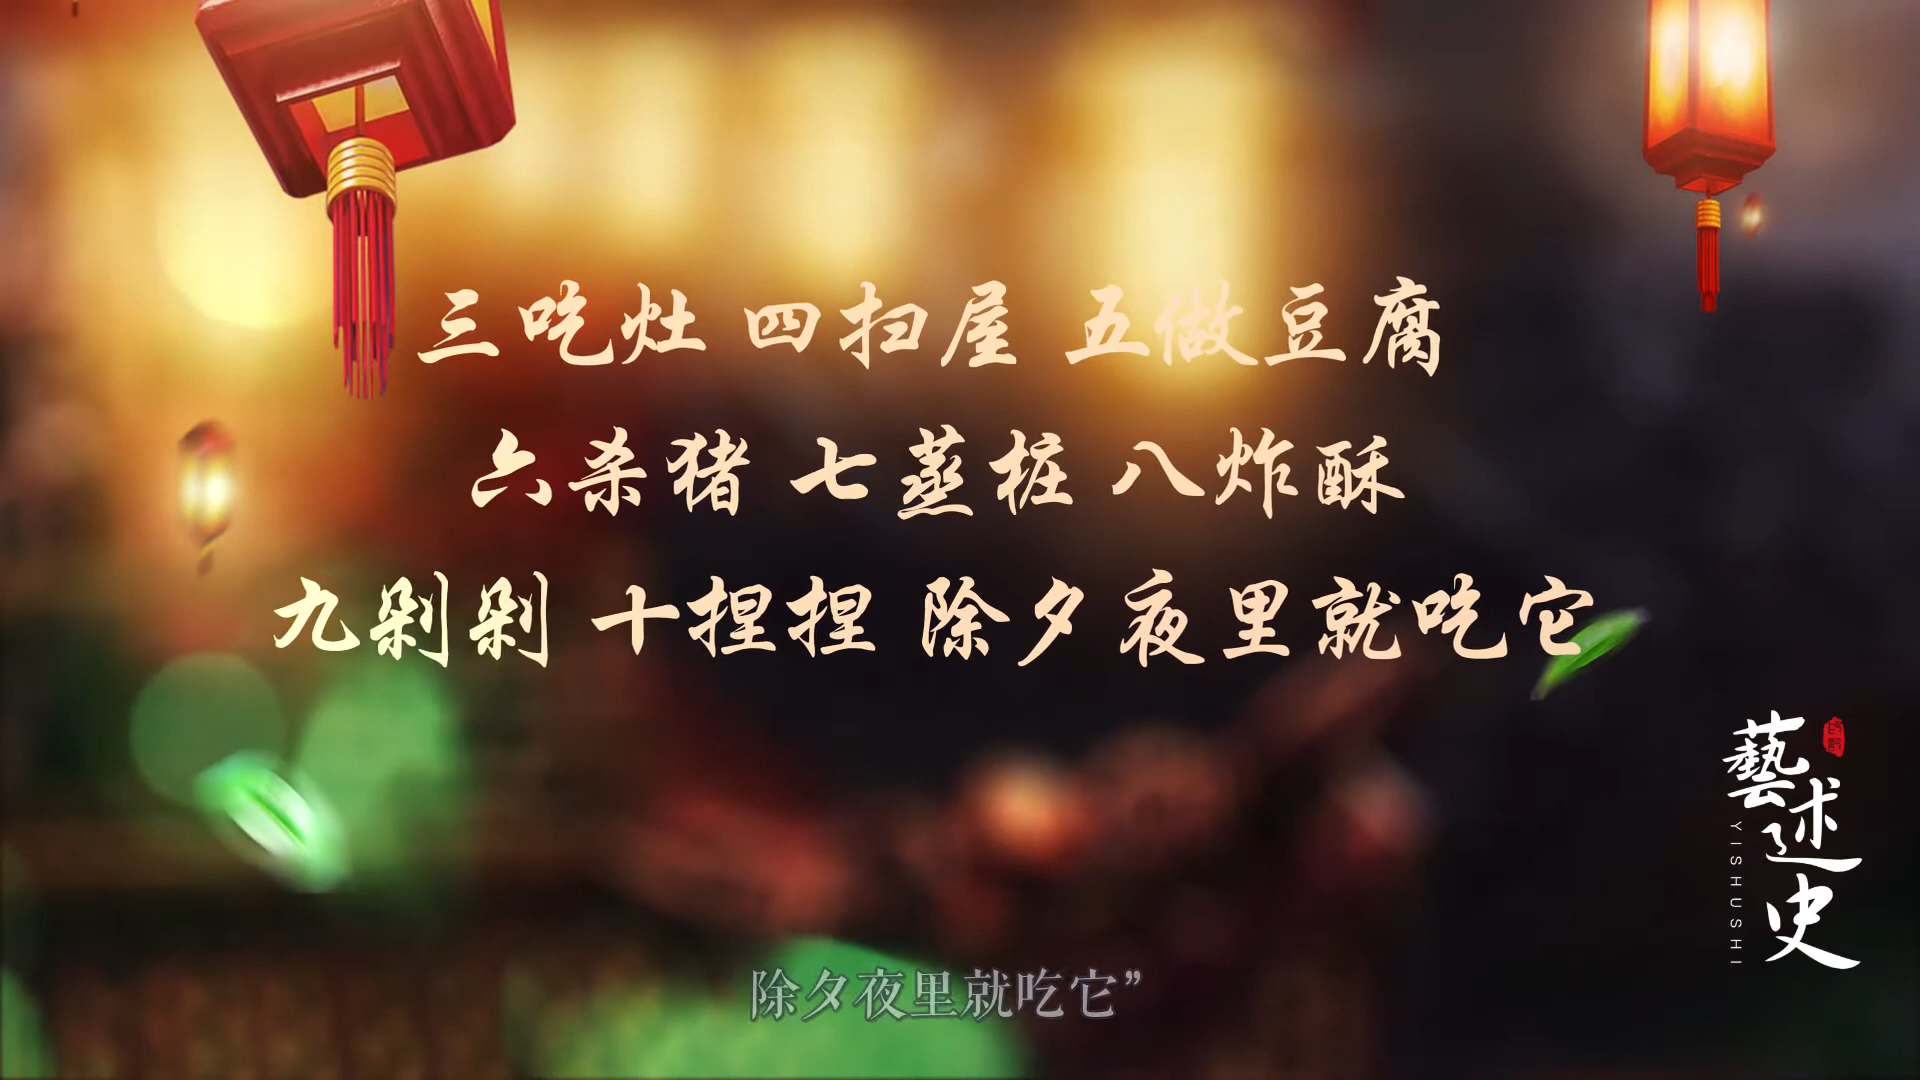 三吃灶 四扫屋 五做豆腐
六杀猪 七蒸桩 八炸酥
九剁剁 十捏捏 除夕夜里就吃它
藝述史
YISHUSHI
除夕夜里就吃它”